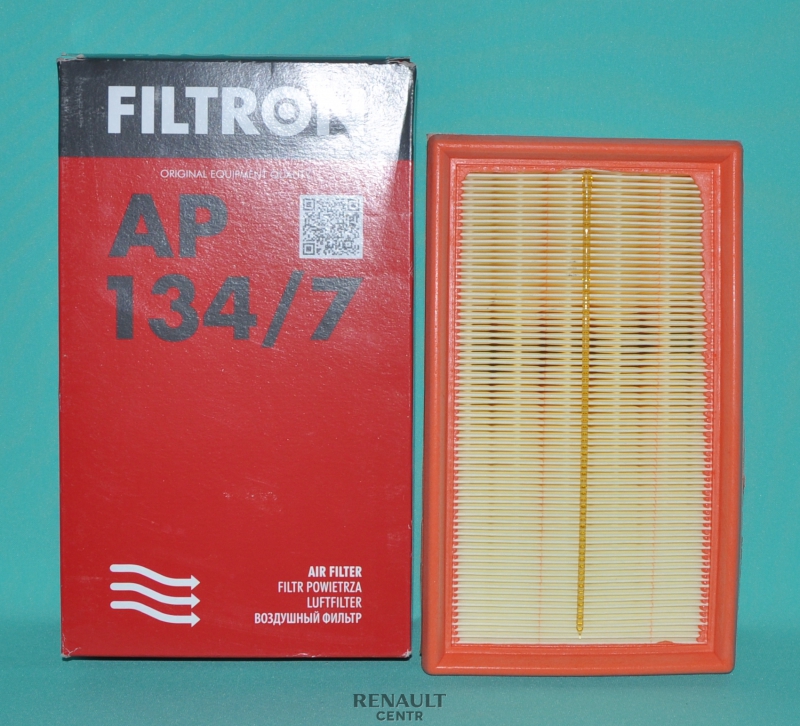 FILTRON
ORIGINAL EQUIPMENT QUALITY
AP
134/7
AIR FILTER
FILTR POWIETRZA
LUFTFILTER
ВОЗДУШНЫЙ ФИЛЬТР
RENAULT
CENTR